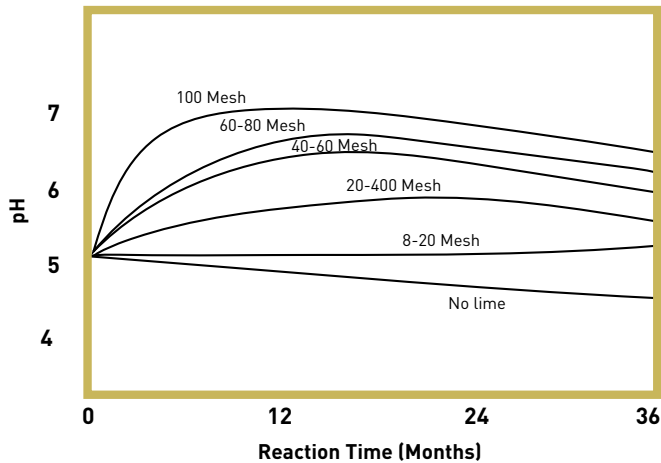 7
6
5
4
pH
100 Mesh
60-80 Mesh
40-60 Mesh
20-400 Mesh
8-20 Mesh
No lime
0 12 24 36
Reaction Time (Months)